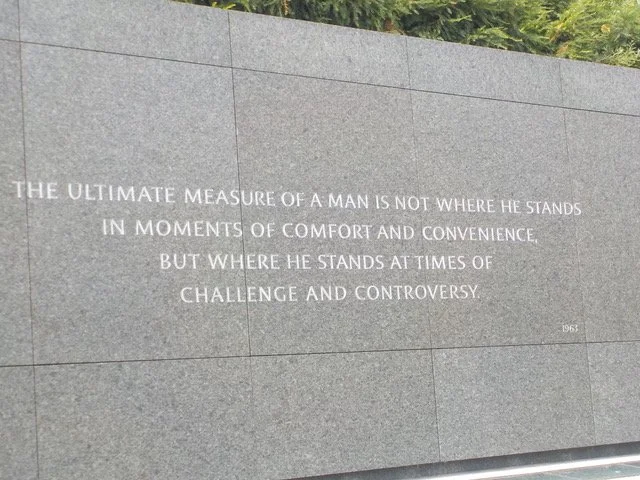 THE ULTIMATE MEASURE OF A MAN IS NOT WHERE HE STANDS
IN MOMENTS OF COMFORT AND CONVENIENCE,
BUT WHERE HE STANDS AT TIMES OF
CHALLENGE AND CONTROVERSY.
1963